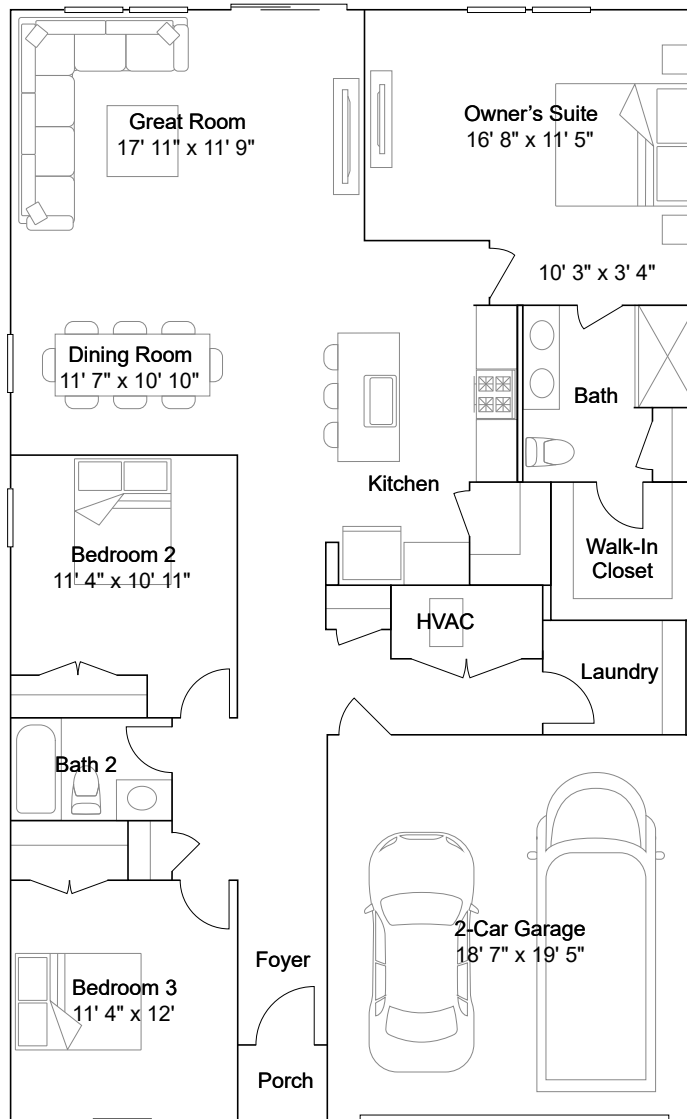 Great Room
17' 11" x 11' 9"
Owner's Suite
16' 8" x 11' 5"
10' 3" x 3' 4"
Dining Room
11' 7" x 10' 10"
Bath
Kitchen
Bedroom 2
11' 4" x 10' 11"
Walk-In
Closet
HVAC
Laundry
Bath 2
2-Car Garage
18' 7" x 19' 5"
Foyer
Bedroom 3
11' 4" x 12'
Porch